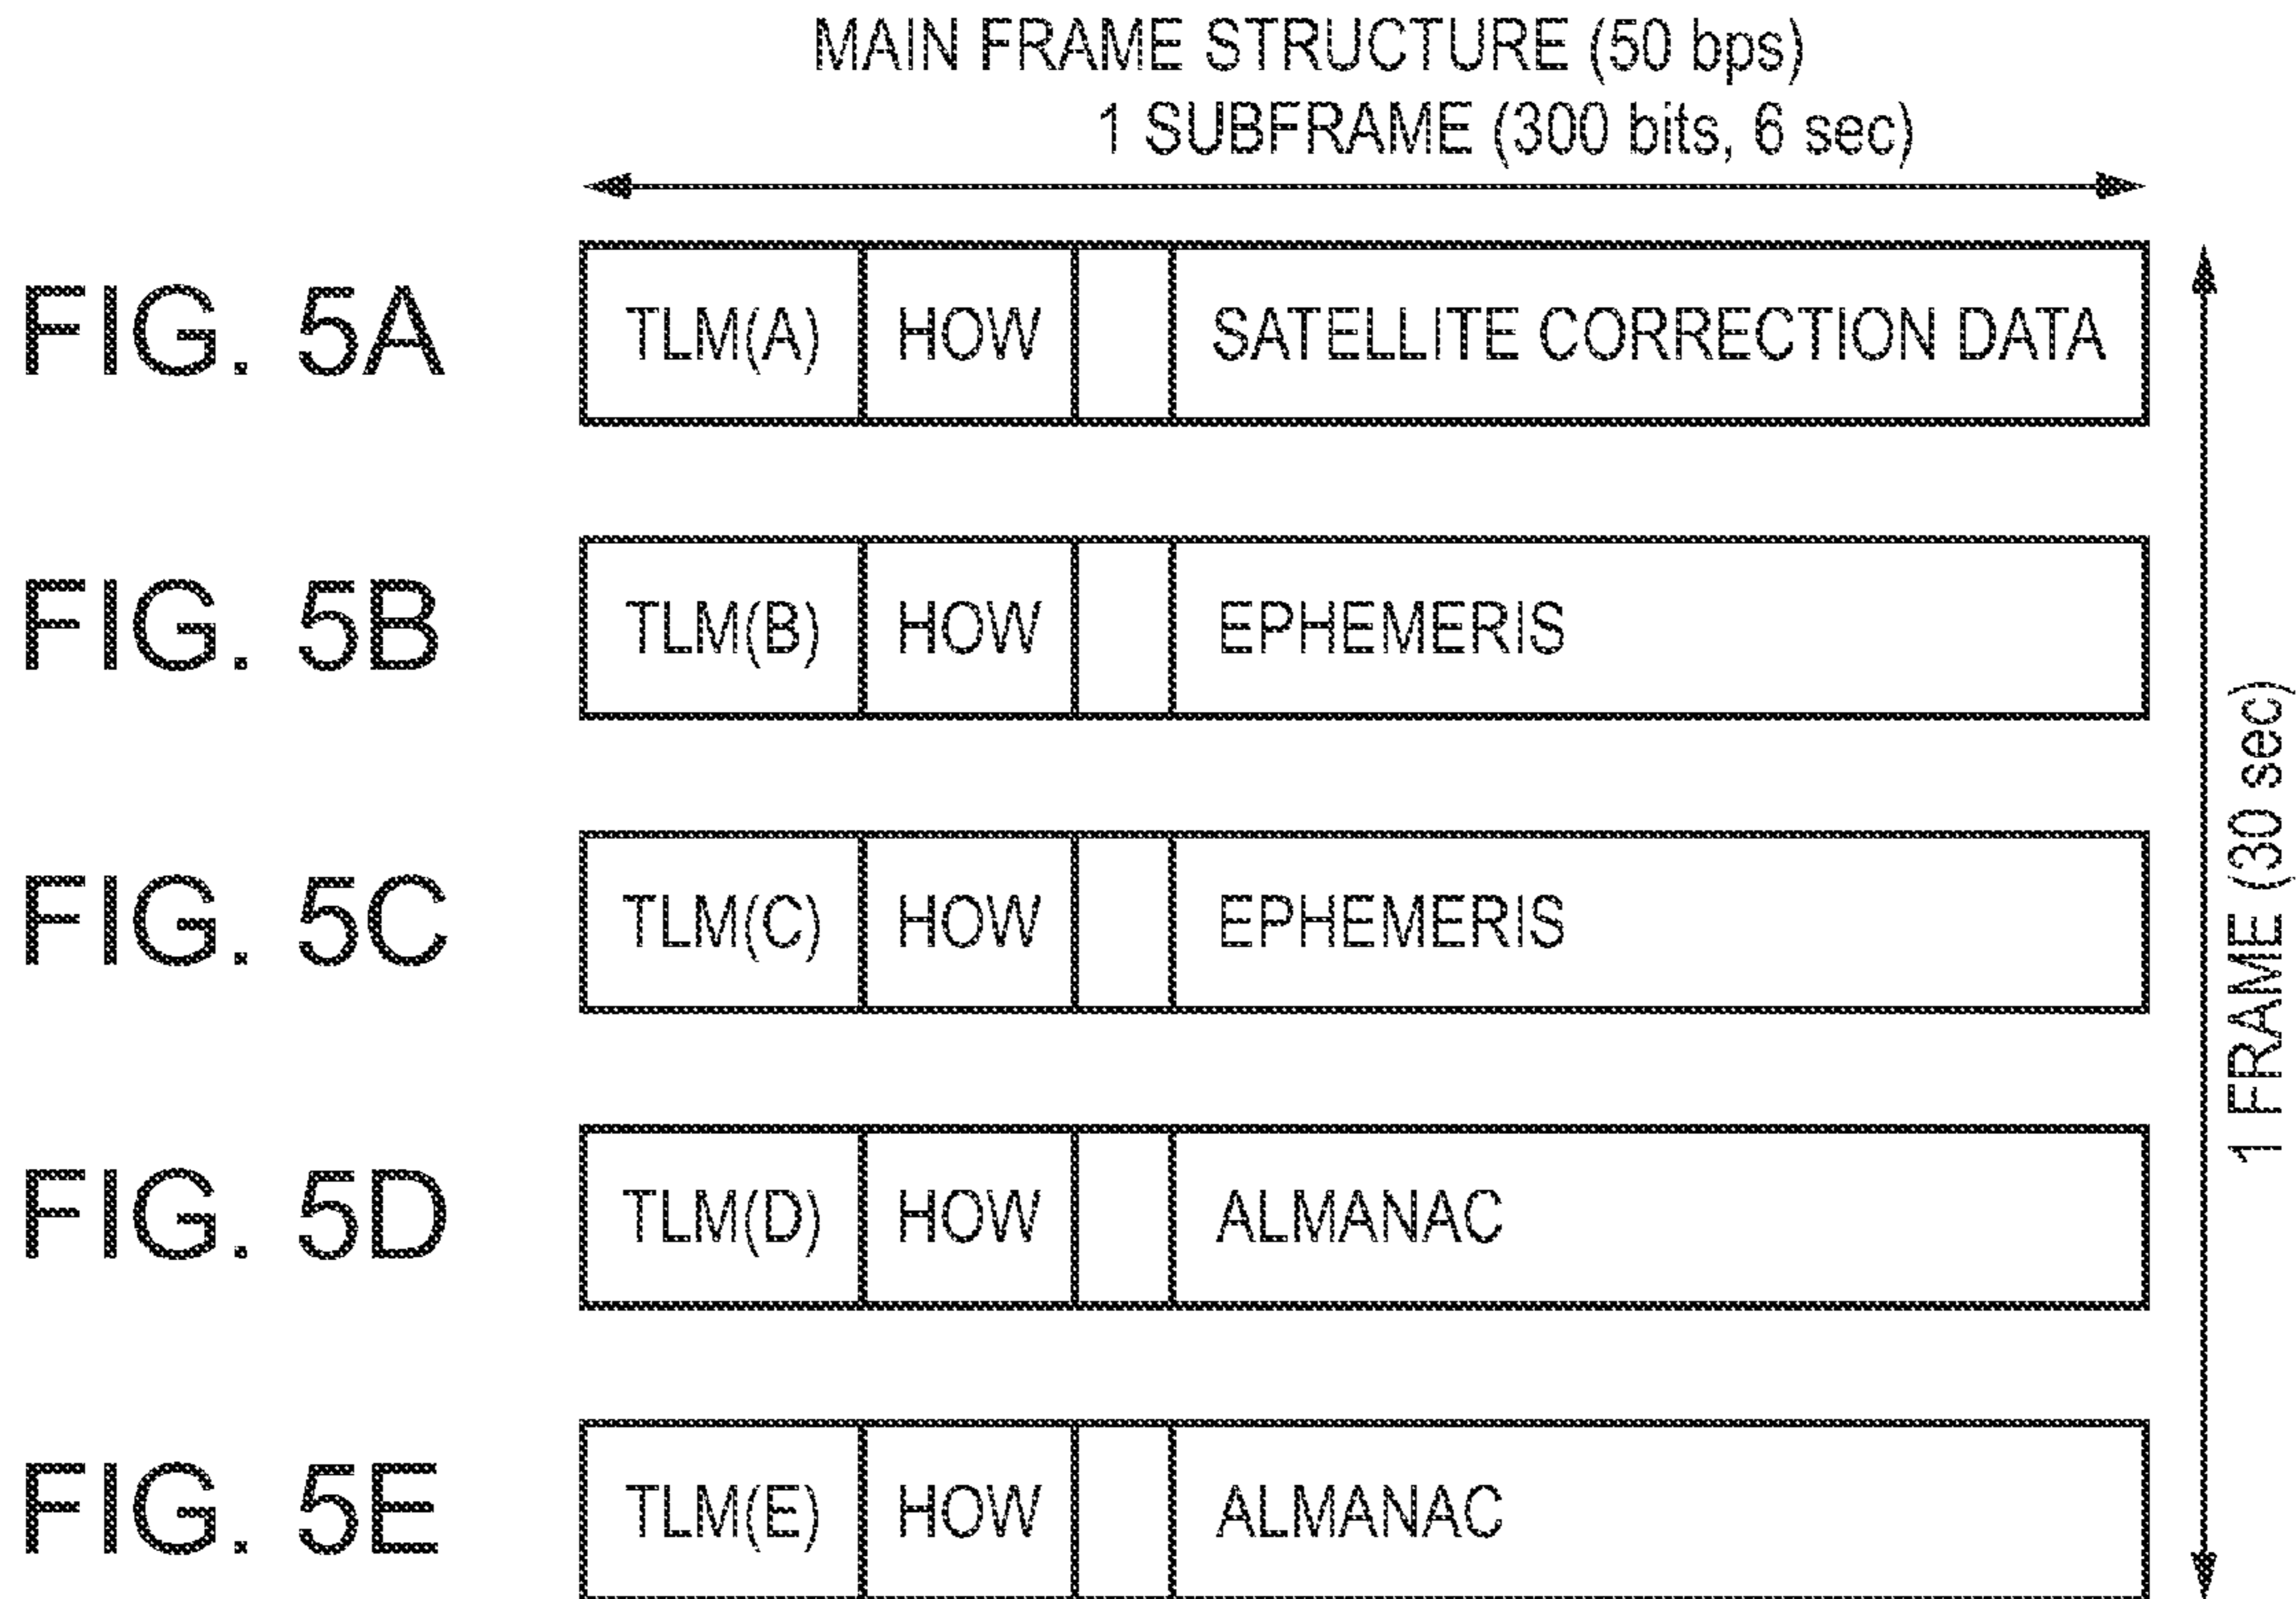 MAIN FRAME STRUCTURE (50 bps)
1 SUBFRAME (300 bits, 6 sec)
FIG. 5A TLM(A) HOW SATELLITE CORRECTION DATA
FIG. 5B TLM(B) HOW EPHEMERIS
FIG. 5C TLM(C) HOW EPHEMERIS
FIG. 5D TLM(D) HOW ALMANAC
FIG. 5E TLM(E) HOW ALMANAC
1 FRAME (30 sec)